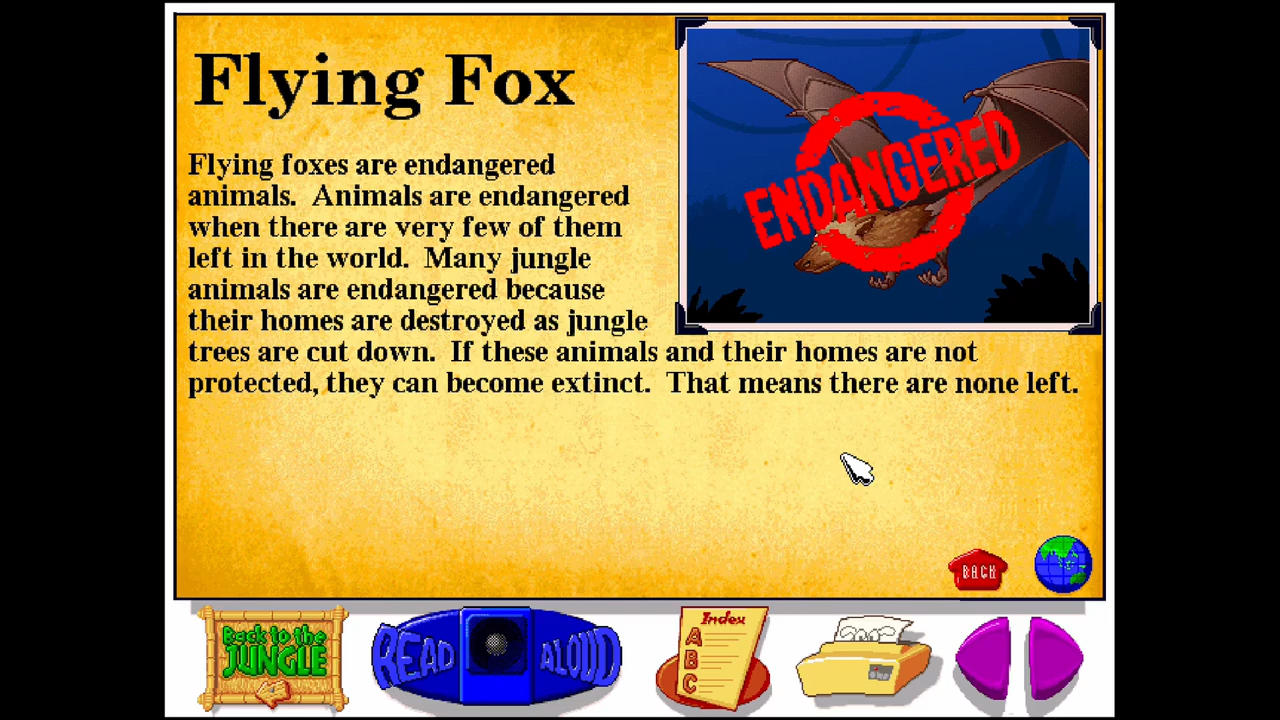 Flying Fox
ENDANGERED
Flying foxes are endangered
animals.  Animals are endangered
when there are very few of them
left in the world.  Many jungle
animals are endangered because
their homes are destroyed as jungle
trees are cut down.  If these animals and their homes are not
protected, they can become extinct.  That means there are none left.
BACK
Back to the
JUNGLE
READ ALOUD
Index
A
B
C